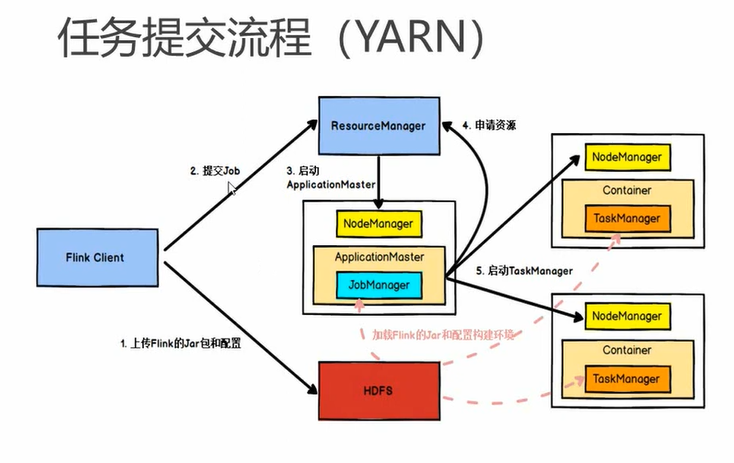 任务提交流程（YARN）
ResourceManager
4. 申请资源
2. 提交Job
3. 启动
ApplicationMaster
NodeManager
Container
TaskManager
NodeManager
Flink Client
ApplicationMaster
JobManager
5. 启动TaskManager
NodeManager
1. 上传Flink的Jar包和配置
加载Flink的Jar和配置构建环境
Container
TaskManager
HDFS